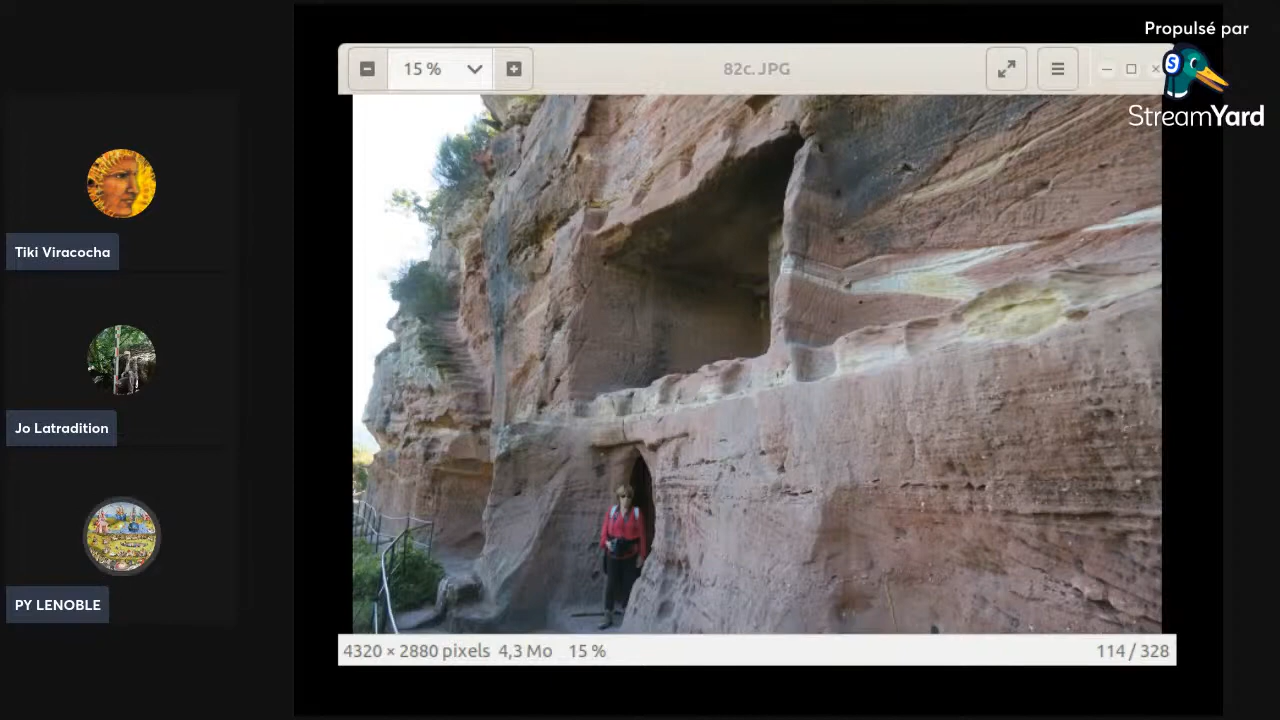 Propulsé par
StreamYard
15 %
82c.JPG
Tiki Viracocha
Jo Latradition
PY LENOBLE
4320 × 2880 pixels 4,3 Mo 15 %
114 / 328